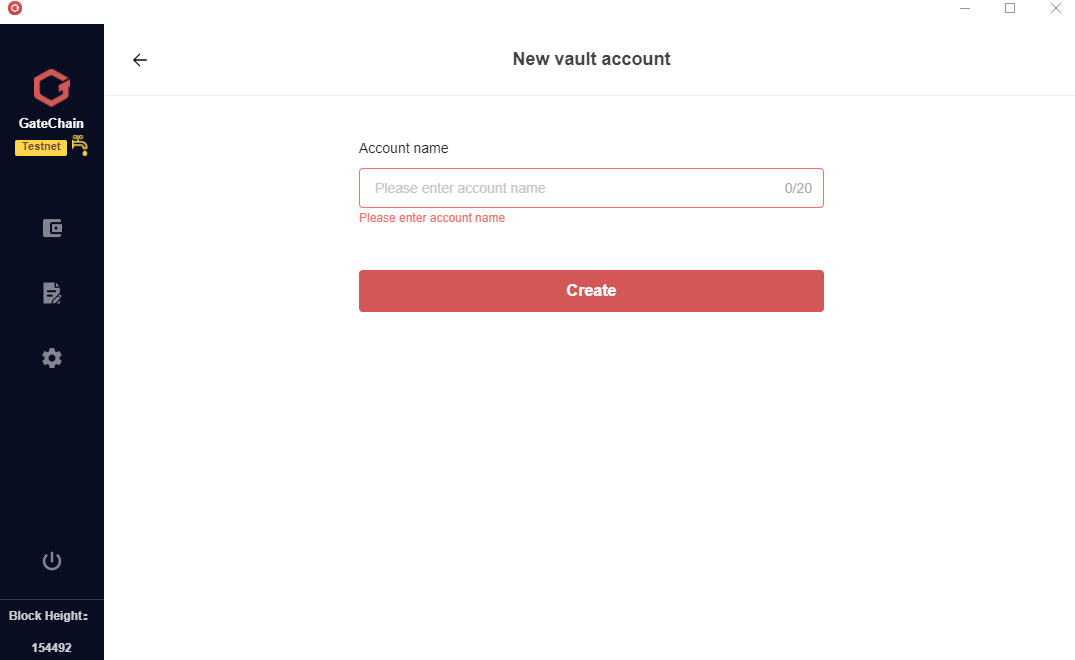 New vault account
GateChain
Testnet
Account name
Please enter account name 0/20
Please enter account name
Create
Block Height:
154492